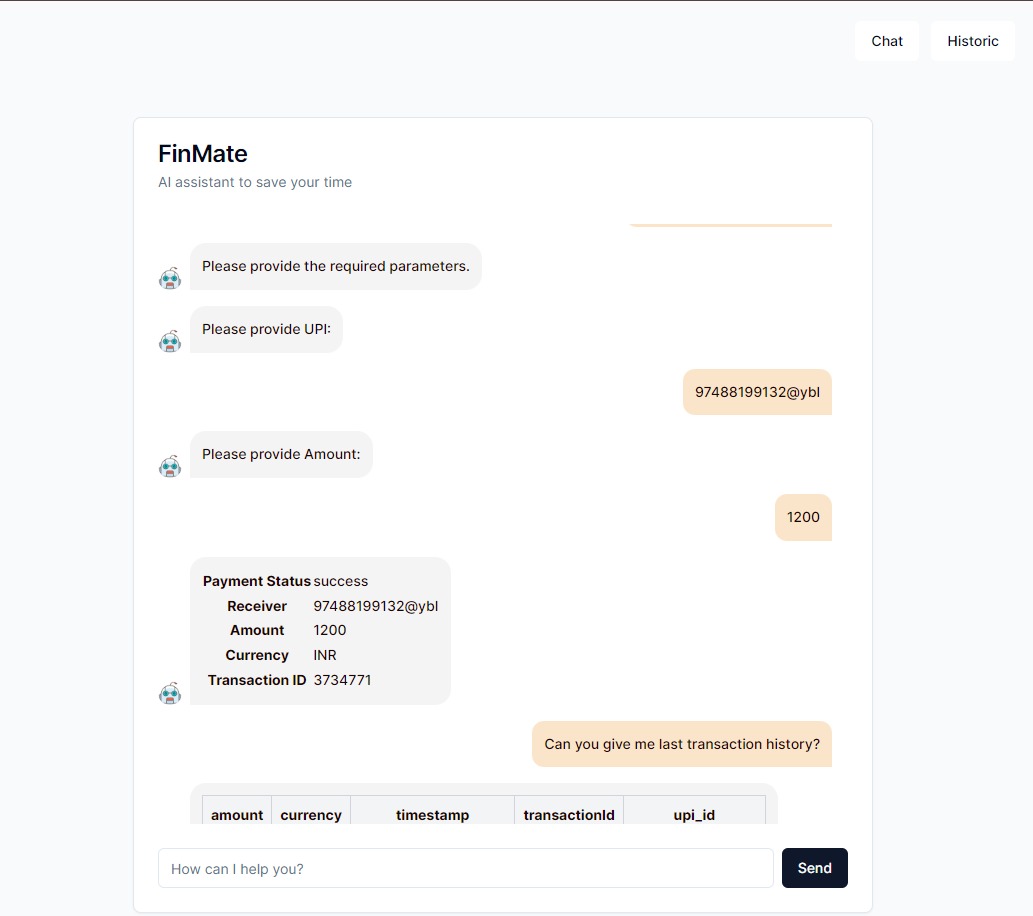 Chat
Historic
FinMate
AI assistant to save your time
Please provide the required parameters.
Please provide UPI:
97488199132@ybl
Please provide Amount:
1200
Payment Status success
Receiver 97488199132@ybl
Amount 1200
Currency INR
Transaction ID 3734771
Can you give me last transaction history?
amount currency timestamp transactionId upi_id
How can I help you?
Send